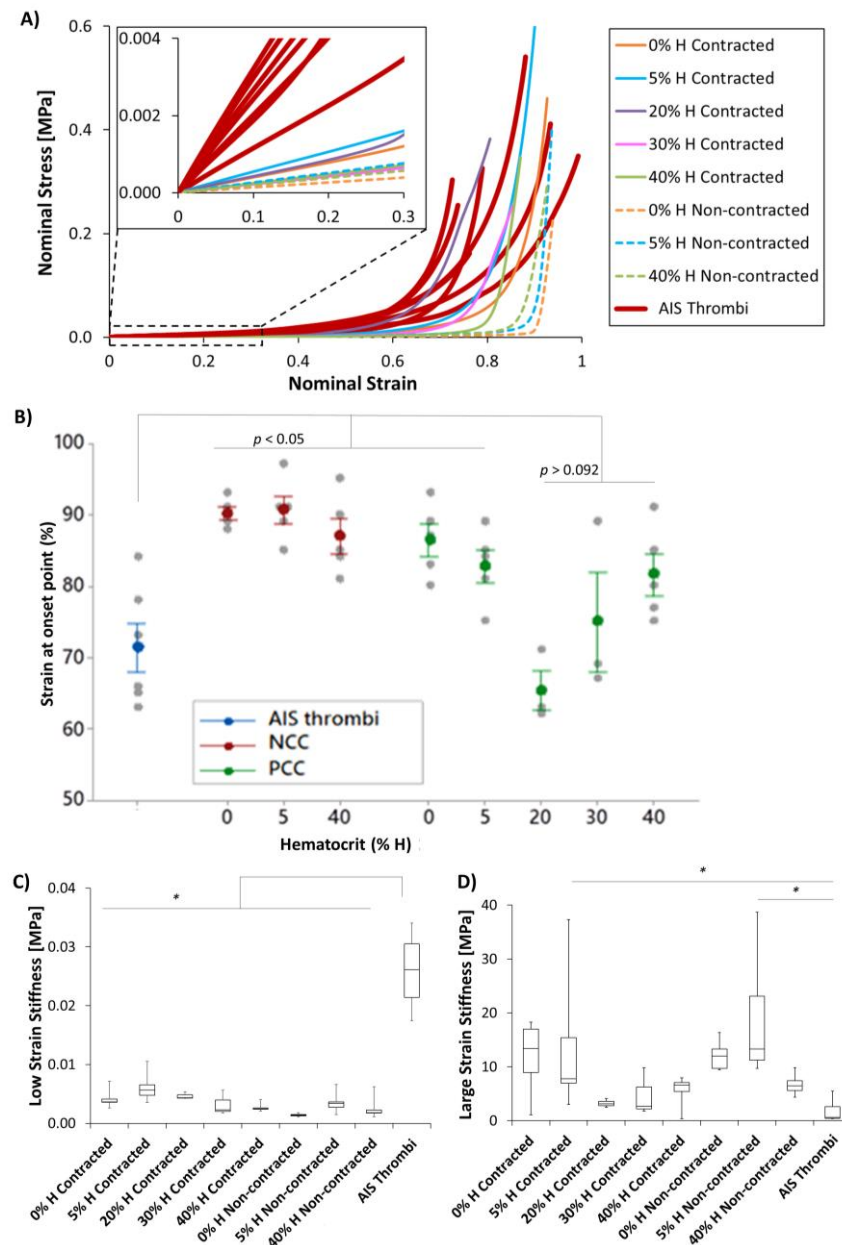 A)
Nominal Stress [MPa]
0.6
0.4
0.2
0.0
0.004
0.002
0.000
0 0.1 0.2 0.3
0 0.2 0.4 0.6 0.8 1
Nominal Strain
0% H Contracted
5% H Contracted
20% H Contracted
30% H Contracted
40% H Contracted
0% H Non-contracted
5% H Non-contracted
40% H Non-contracted
AIS Thrombi
B)
Strain at onset point (%)
100
90
80
70
60
50
p < 0.05
p > 0.092
AIS thrombi
NCC
PCC
0 5 40 0 5 20 30 40
Hematocrit (% H)
C)
Low Strain Stiffness [MPa]
0.04
0.03
0.02
0.01
0.00
*
0% H Contracted
5% H Contracted
20% H Contracted
30% H Contracted
40% H Contracted
0% H Non-contracted
5% H Non-contracted
40% H Non-contracted
AIS Thrombi
D)
Large Strain Stiffness [MPa]
40
30
20
10
0
*
*
0% H Contracted
5% H Contracted
20% H Contracted
30% H Contracted
40% H Contracted
0% H Non-contracted
5% H Non-contracted
40% H Non-contracted
AIS Thrombi